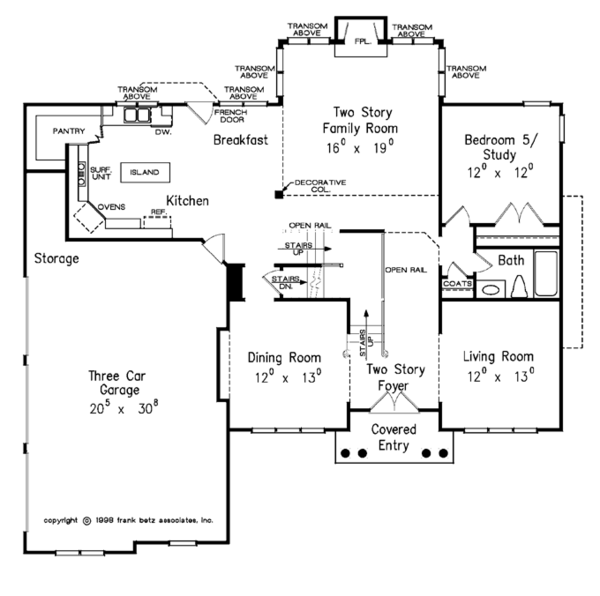 TRANSOM
ABOVE
FPL.
TRANSOM
ABOVE
TRANSOM
ABOVE
TRANSOM
ABOVE
TRANSOM
ABOVE
TRANSOM
ABOVE
FRENCH
DOOR
PANTRY
DW.
Breakfast
Two Story
Family Room
16⁰ x 19⁰
Bedroom 5/
Study
12⁰ x 12⁰
SURF.
UNIT
ISLAND
DECORATIVE
COL.
Kitchen
OVENS
REF.
OPEN RAIL
STAIRS
UP
Storage
OPEN RAIL
Bath
STAIRS
DN.
COATS
STAIRS
UP
Dining Room
12⁰ x 13⁰
Two Story
Foyer
Living Room
12⁰ x 13⁰
Three Car
Garage
20⁵ x 30⁸
Covered
Entry
copyright © 1998 frank betz associates, inc.